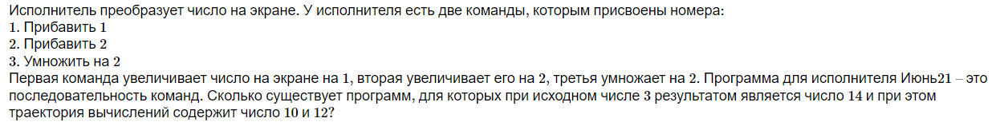 Исполнитель преобразует число на экране. У исполнителя есть две команды, которым присвоены номера:
1. Прибавить 1
2. Прибавить 2
3. Умножить на 2
Первая команда увеличивает число на экране на 1, вторая увеличивает его на 2, третья умножает на 2. Программа для исполнителя Июнь21 – это
последовательность команд. Сколько существует программ, для которых при исходном числе 3 результатом является число 14 и при этом
траектория вычислений содержит число 10 и 12?